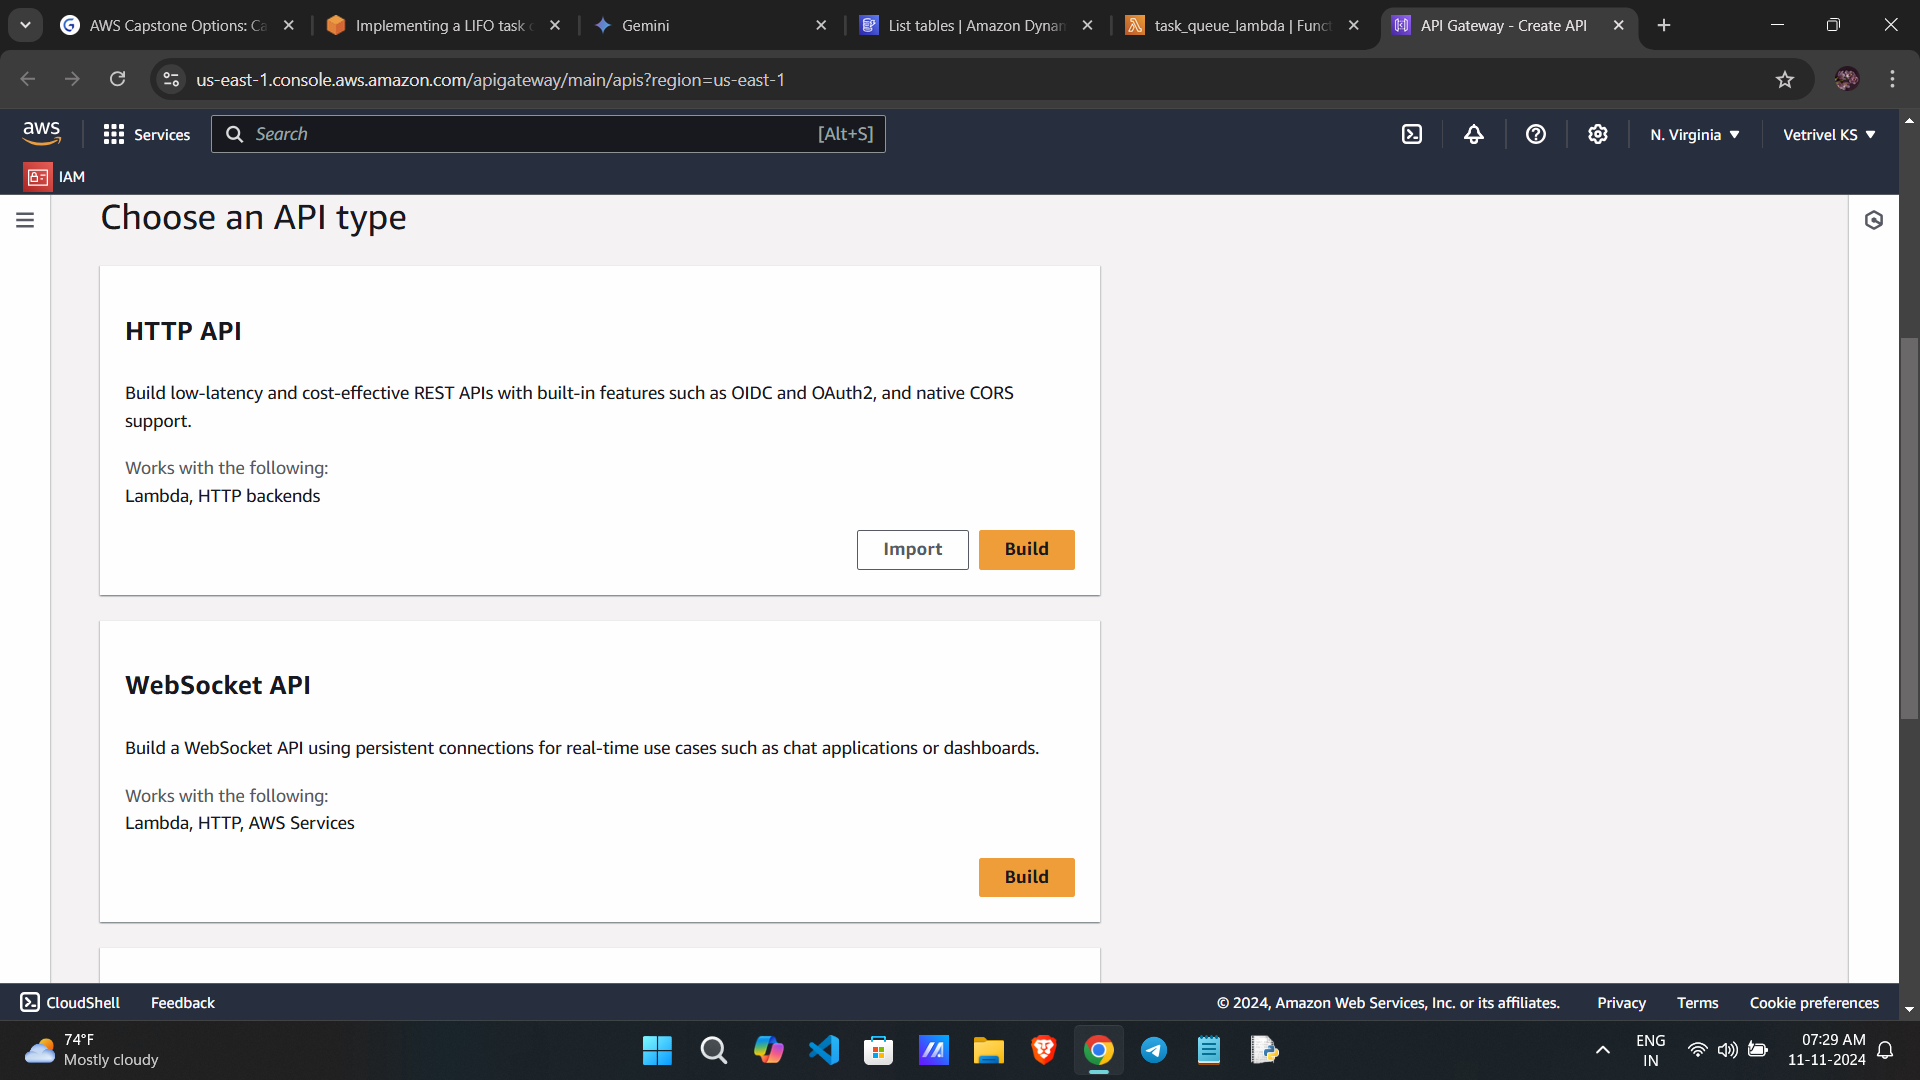 AWS Capstone Options: Ca
Implementing a LIFO task
Gemini
List tables | Amazon Dynam
task_queue_lambda | Funct
API Gateway - Create API
us-east-1.console.aws.amazon.com/apigateway/main/apis?region=us-east-1
aws
Services
Search
[Alt+S]
N. Virginia
Vetrivel KS
IAM
Choose an API type
HTTP API
Build low-latency and cost-effective REST APIs with built-in features such as OIDC and OAuth2, and native CORS
support.
Works with the following:
Lambda, HTTP backends
Import
Build
WebSocket API
Build a WebSocket API using persistent connections for real-time use cases such as chat applications or dashboards.
Works with the following:
Lambda, HTTP, AWS Services
Build
CloudShell
Feedback
© 2024, Amazon Web Services, Inc. or its affiliates.
Privacy
Terms
Cookie preferences
74°F
Mostly cloudy
ENG
IN
07:29 AM
11-11-2024